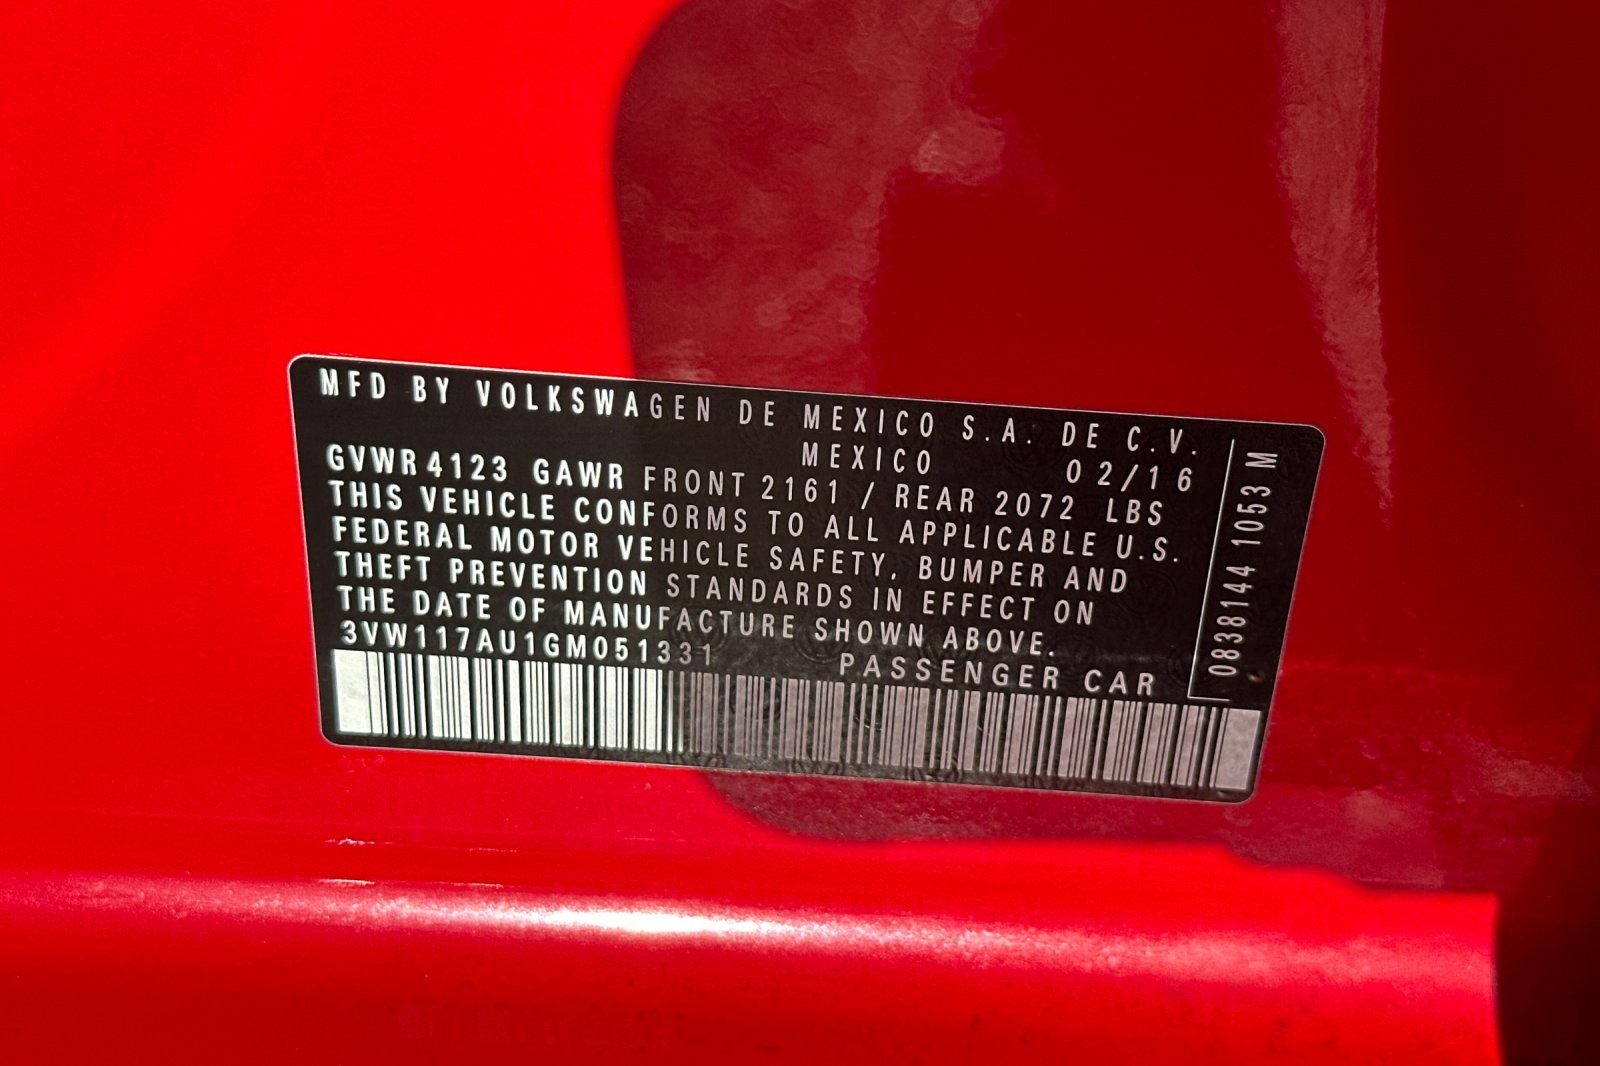 MFD BY VOLKSWAGEN DE MEXICO S.A. DE C.V.
MEXICO 02/16
GVWR 4123 GAWR FRONT 2161 / REAR 2072 LBS
THIS VEHICLE CONFORMS TO ALL APPLICABLE U.S.
FEDERAL MOTOR VEHICLE SAFETY, BUMPER AND
THEFT PREVENTION STANDARDS IN EFFECT ON
THE DATE OF MANUFACTURE SHOWN ABOVE.
3VW117AU1GM051331 PASSENGER CAR
0838144 1053 M